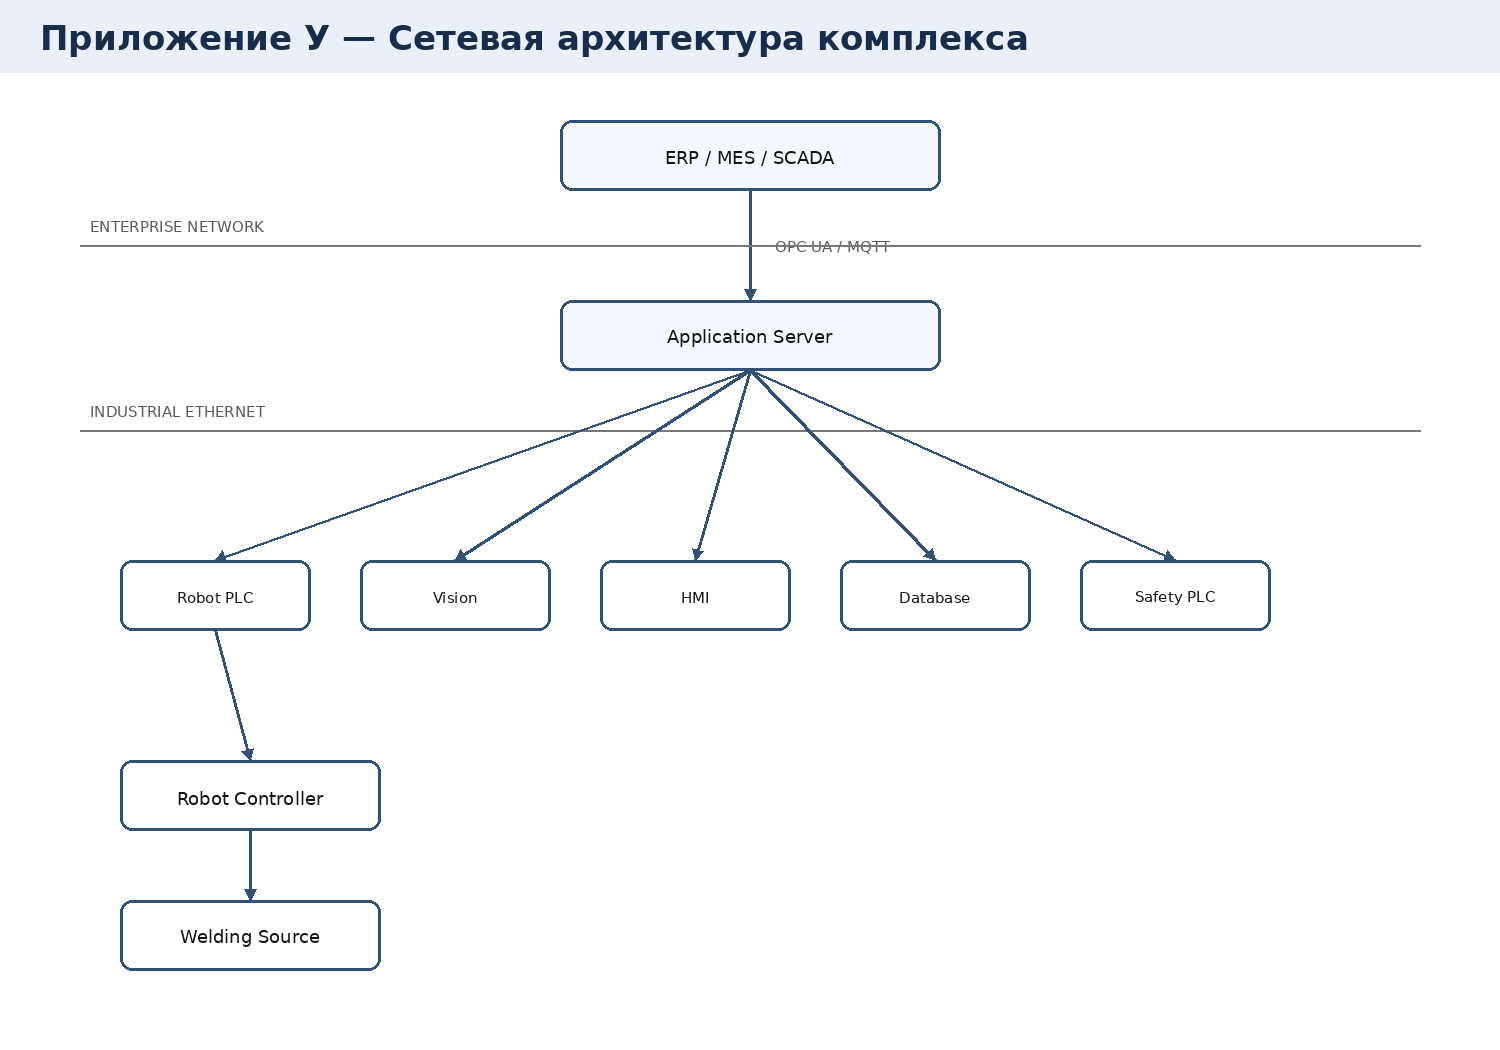 Приложение У — Сетевая архитектура комплекса
ERP / MES / SCADA
ENTERPRISE NETWORK
OPC UA / MQTT
Application Server
INDUSTRIAL ETHERNET
Robot PLC
Vision
HMI
Database
Safety PLC
Robot Controller
Welding Source